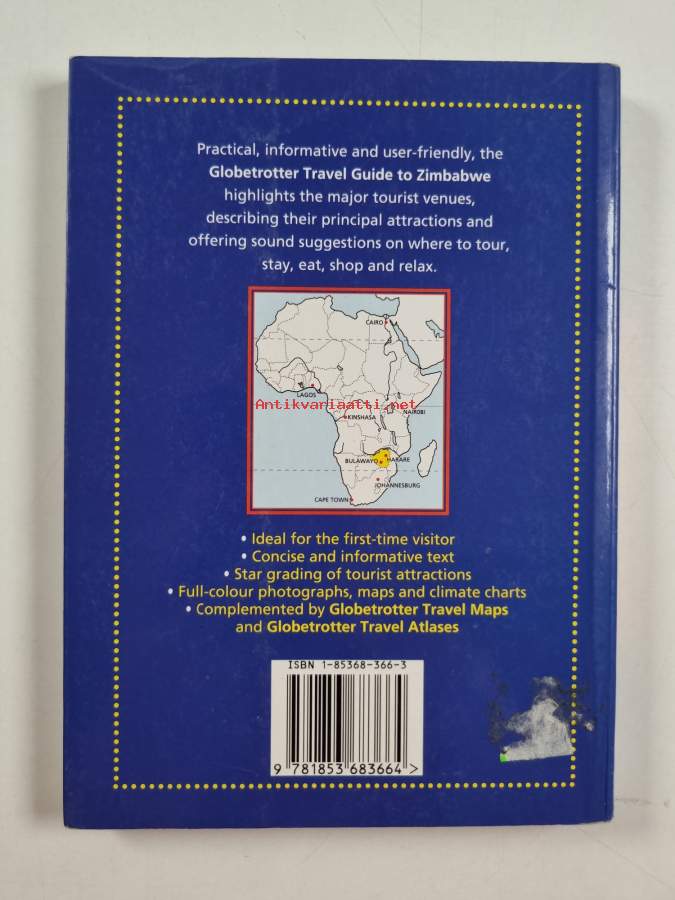 Practical, informative and user-friendly, the
Globetrotter Travel Guide to Zimbabwe
highlights the major tourist venues,
describing their principal attractions and
offering sound suggestions on where to tour,
stay, eat, shop and relax.
CAIRO
LAGOS
Antikvariaatti.net
NAIROBI
KINSHASA
BULAWAYO
HARARE
JOHANNESBURG
CAPE TOWN
• Ideal for the first-time visitor
• Concise and informative text
• Star grading of tourist attractions
• Full-colour photographs, maps and climate charts
• Complemented by Globetrotter Travel Maps
and Globetrotter Travel Atlases
ISBN 1-85368-366-3
9 781853 683664 >